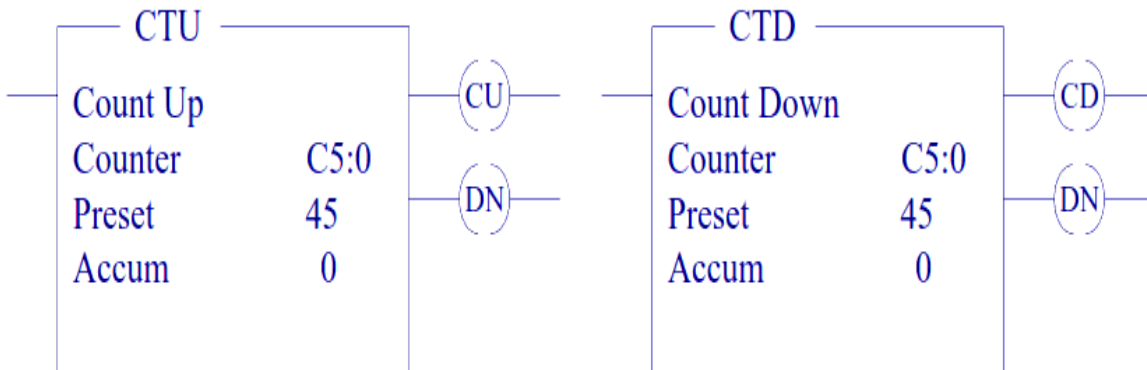 CTU
Count Up
Counter C5:0
Preset 45
Accum 0
CU
DN
CTD
Count Down
Counter C5:0
Preset 45
Accum 0
CD
DN